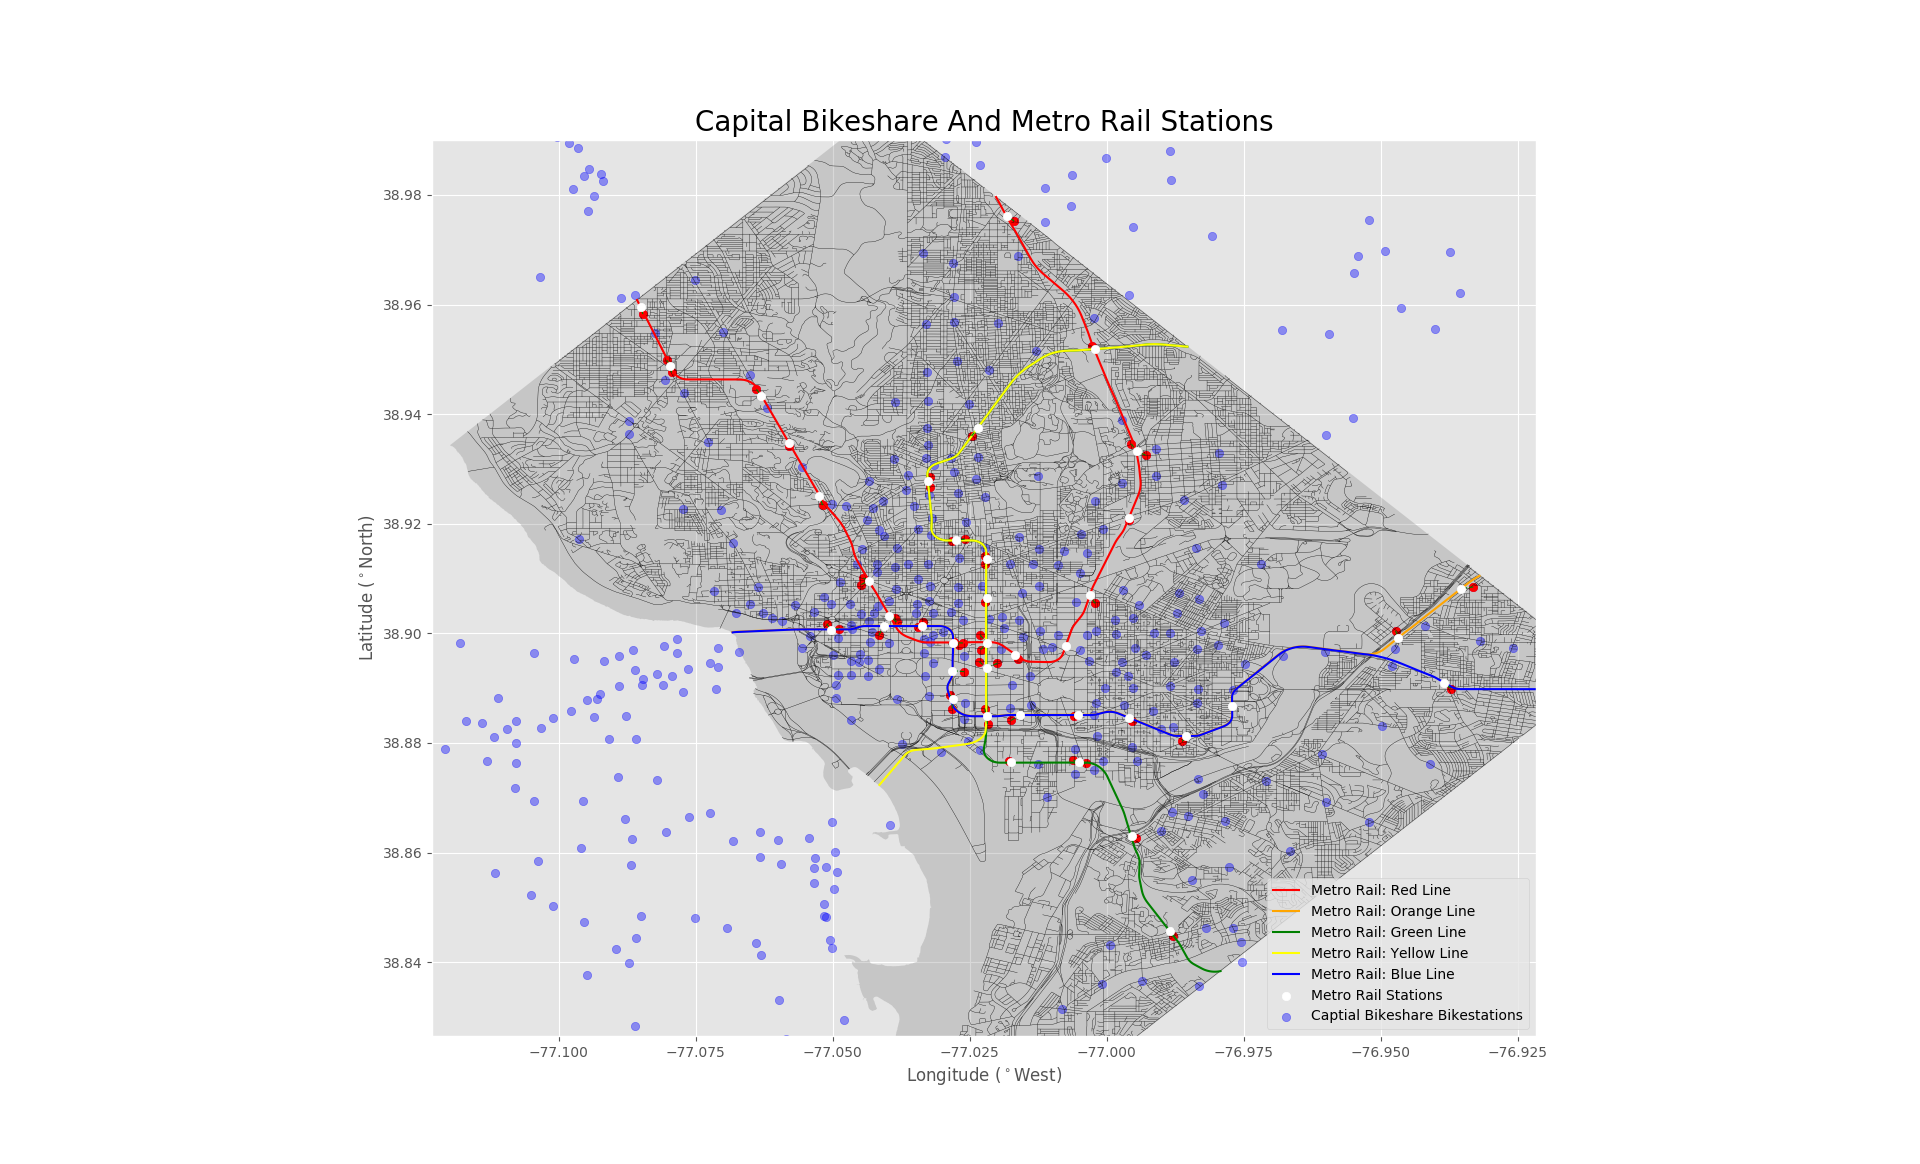 Capital Bikeshare And Metro Rail Stations
Latitude (°North)
38.98
38.96
38.94
38.92
38.90
38.88
38.86
38.84
Metro Rail: Red Line
Metro Rail: Orange Line
Metro Rail: Green Line
Metro Rail: Yellow Line
Metro Rail: Blue Line
Metro Rail Stations
Captial Bikeshare Bikestations
−77.100 −77.075 −77.050 −77.025 −77.000 −76.975 −76.950 −76.925
Longitude (°West)